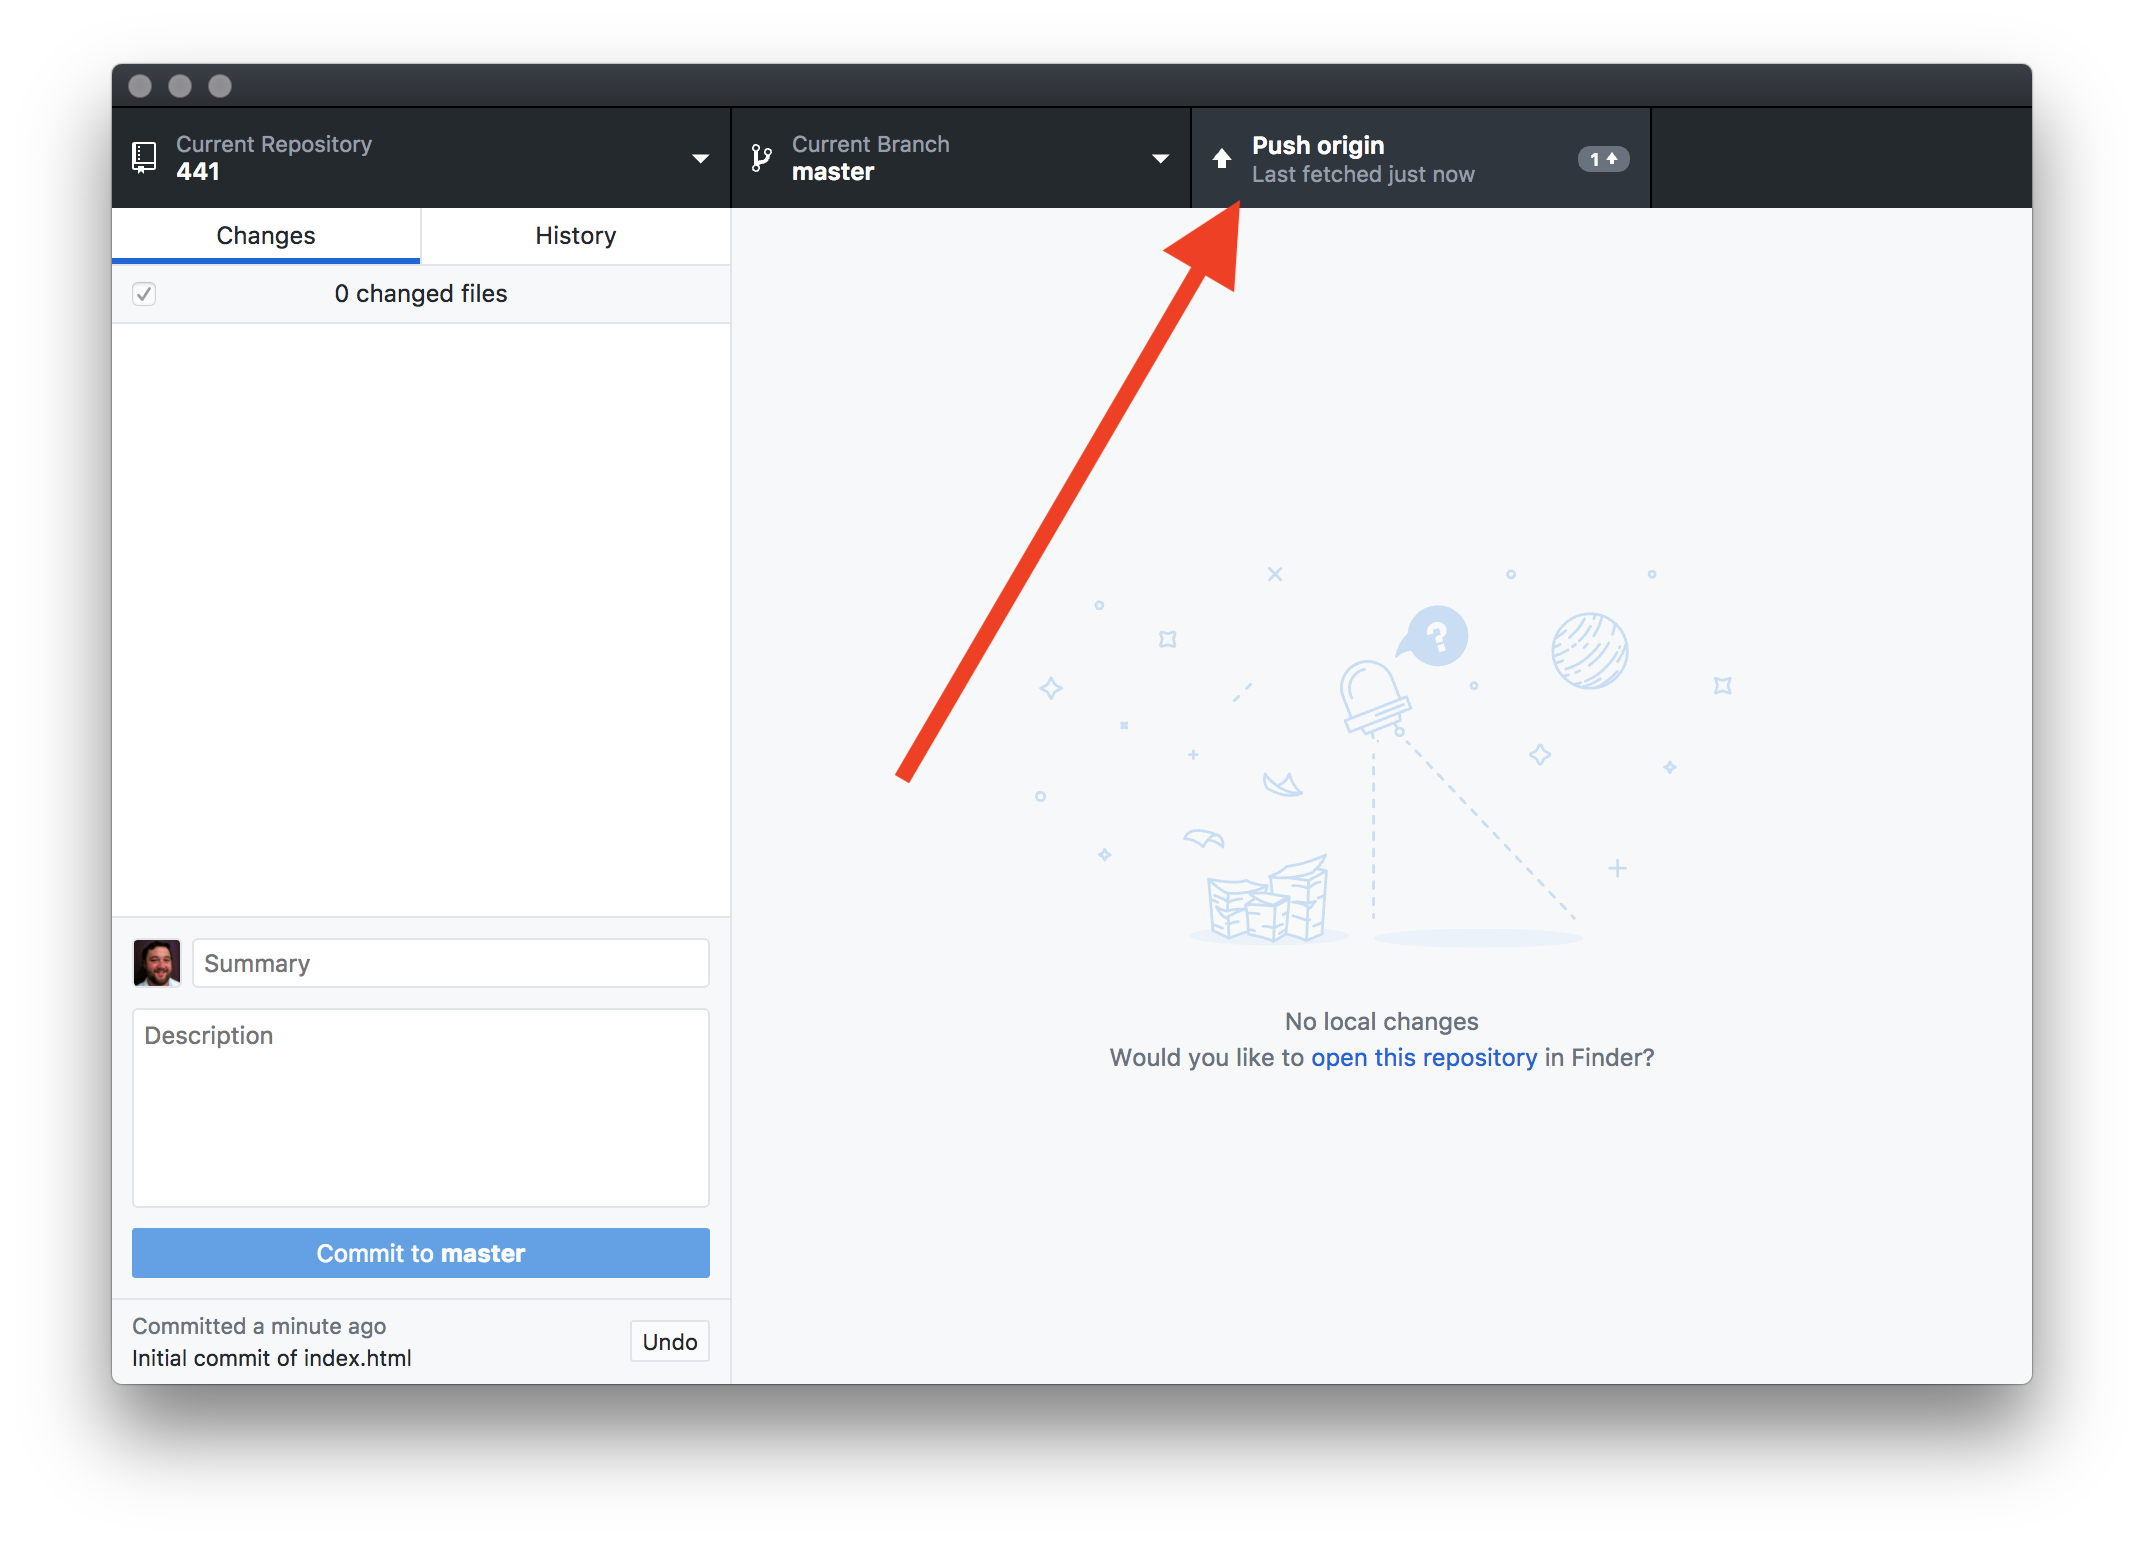 Current Repository
441
Current Branch
master
Push origin
Last fetched just now
1
Changes
History
0 changed files
?
Summary
Description
Commit to master
Committed a minute ago
Initial commit of index.html
Undo
No local changes
Would you like to open this repository in Finder?